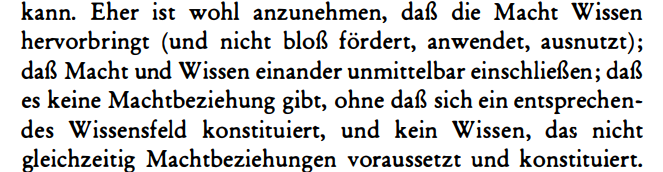 kann. Eher ist wohl anzunehmen, daß die Macht Wissen
hervorbringt (und nicht bloß fördert, anwendet, ausnutzt);
daß Macht und Wissen einander unmittelbar einschließen; daß
es keine Machtbeziehung gibt, ohne daß sich ein entsprechen-
des Wissensfeld konstituiert, und kein Wissen, das nicht
gleichzeitig Machtbeziehungen voraussetzt und konstituiert.